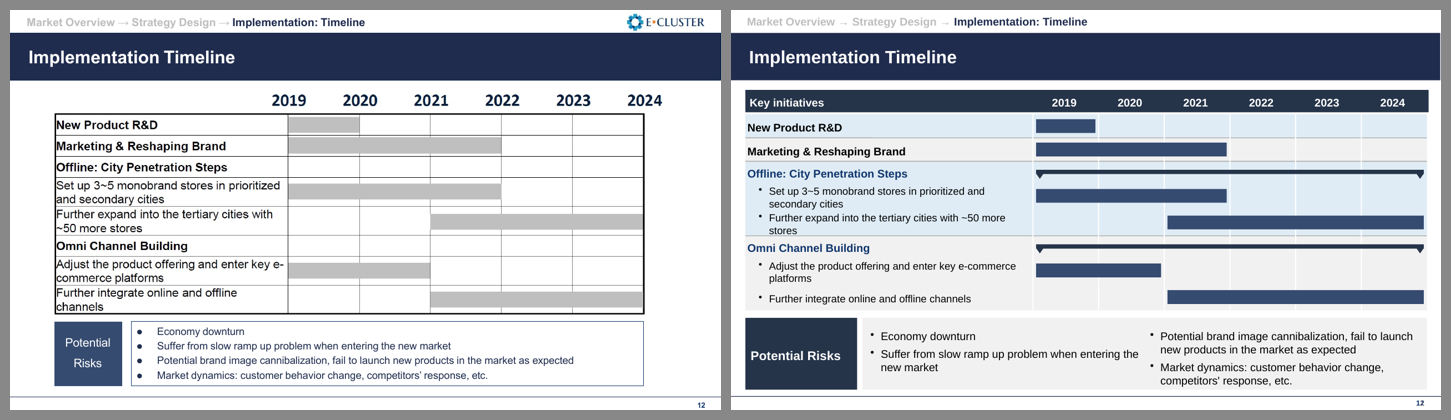 Market Overview → Strategy Design → Implementation: Timeline
E•CLUSTER
Implementation Timeline
2019 2020 2021 2022 2023 2024
New Product R&D
Marketing & Reshaping Brand
Offline: City Penetration Steps
Set up 3~5 monobrand stores in prioritized
and secondary cities
Further expand into the tertiary cities with
~50 more stores
Omni Channel Building
Adjust the product offering and enter key e-
commerce platforms
Further integrate online and offline
channels
Potential
Risks
● Economy downturn
● Suffer from slow ramp up problem when entering the new market
● Potential brand image cannibalization, fail to launch new products in the market as expected
● Market dynamics: customer behavior change, competitors' response, etc.
12
Market Overview → Strategy Design → Implementation: Timeline
Implementation Timeline
Key initiatives 2019 2020 2021 2022 2023 2024
New Product R&D
Marketing & Reshaping Brand
Offline: City Penetration Steps
• Set up 3~5 monobrand stores in prioritized and
secondary cities
• Further expand into the tertiary cities with ~50 more
stores
Omni Channel Building
• Adjust the product offering and enter key e-commerce
platforms
• Further integrate online and offline channels
Potential Risks
• Economy downturn
• Suffer from slow ramp up problem when entering the
new market
• Potential brand image cannibalization, fail to launch
new products in the market as expected
• Market dynamics: customer behavior change,
competitors' response, etc.
12